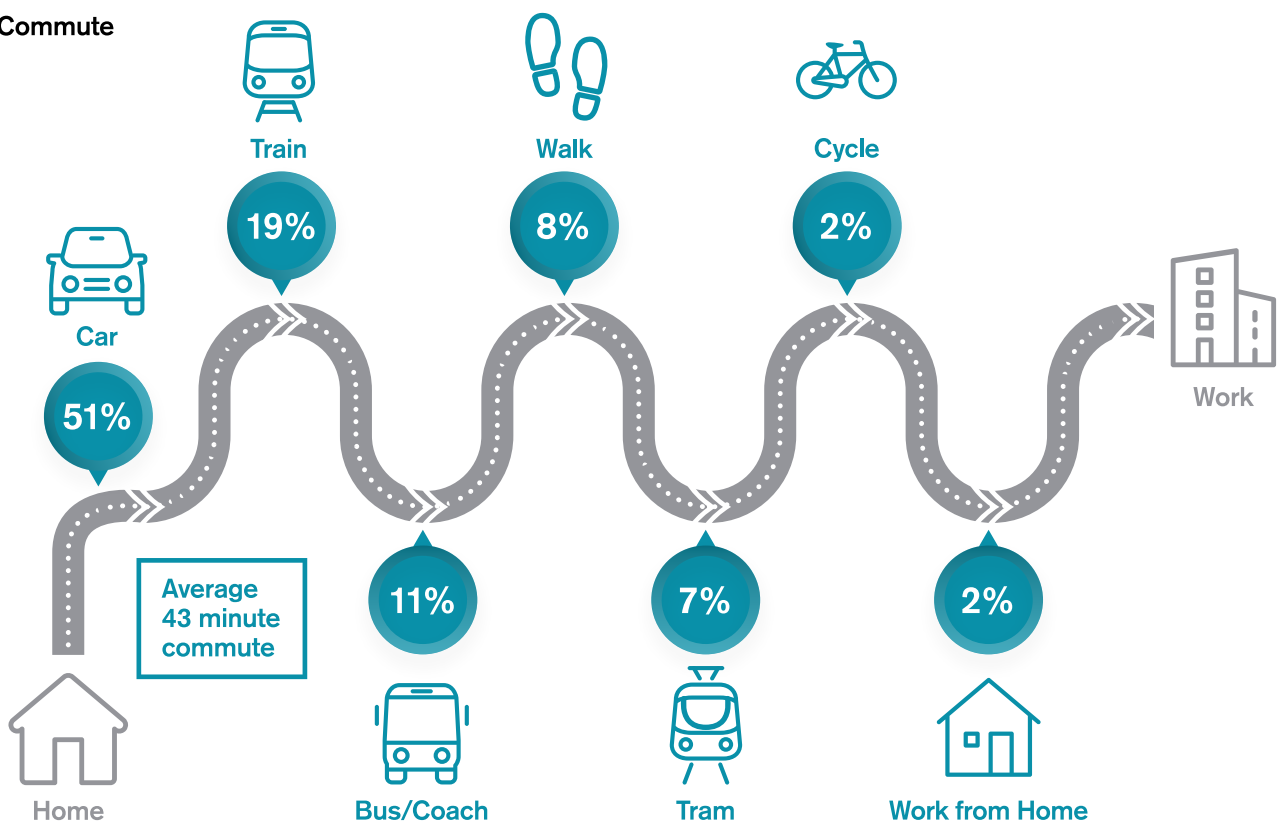 Commute
Train
19%
Walk
8%
Cycle
2%
Car
51%
Work
Average
43 minute
commute
11%
Bus/Coach
7%
Tram
2%
Work from Home
Home